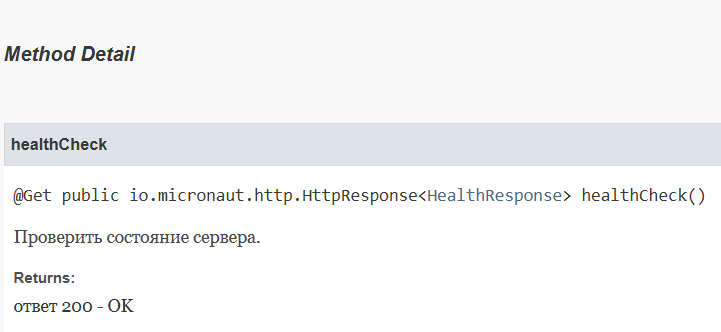 Method Detail
healthCheck
@Get public io.micronaut.http.HttpResponse<HealthResponse> healthCheck()
Проверить состояние сервера.
Returns:
ответ 200 - OK